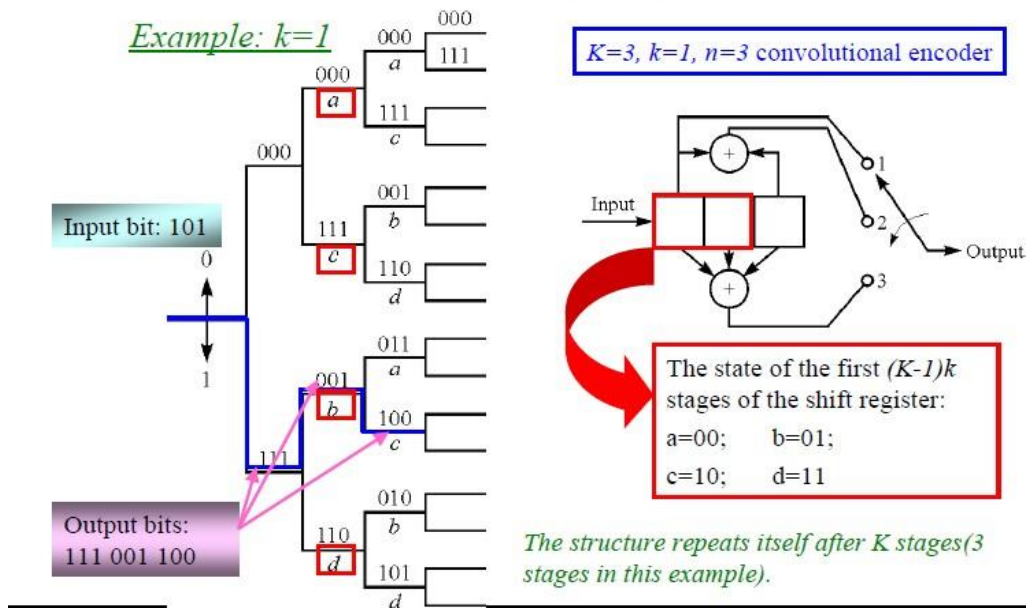 Example: k=1
000
000
a
111
000
a
111
c
000
001
b
111
c
110
d
Input bit: 101
0
1
011
a
001
b
100
c
111
010
b
110
d
101
d
Output bits:
111 001 100
K=3, k=1, n=3 convolutional encoder
+
1
Input
2
Output
+
3
The state of the first (K-1)k
stages of the shift register:
a=00; b=01;
c=10; d=11
The structure repeats itself after K stages(3
stages in this example).